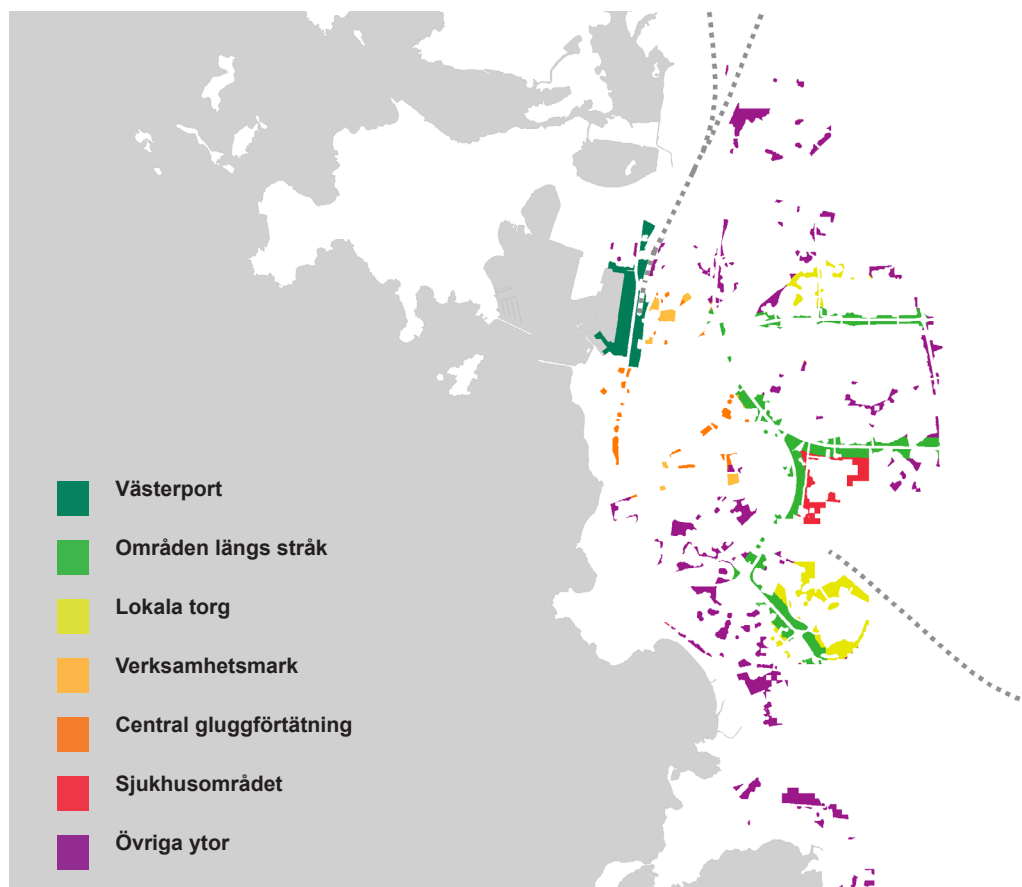 Västerport
Områden längs stråk
Lokala torg
Verksamhetsmark
Central gluggförtätning
Sjukhusområdet
Övriga ytor